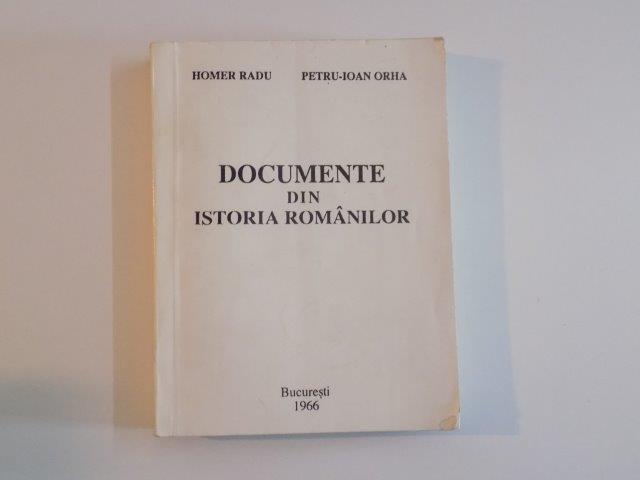 HOMER RADU PETRU-IOAN ORHA
DOCUMENTE
DIN
ISTORIA ROMÂNILOR
București
1966